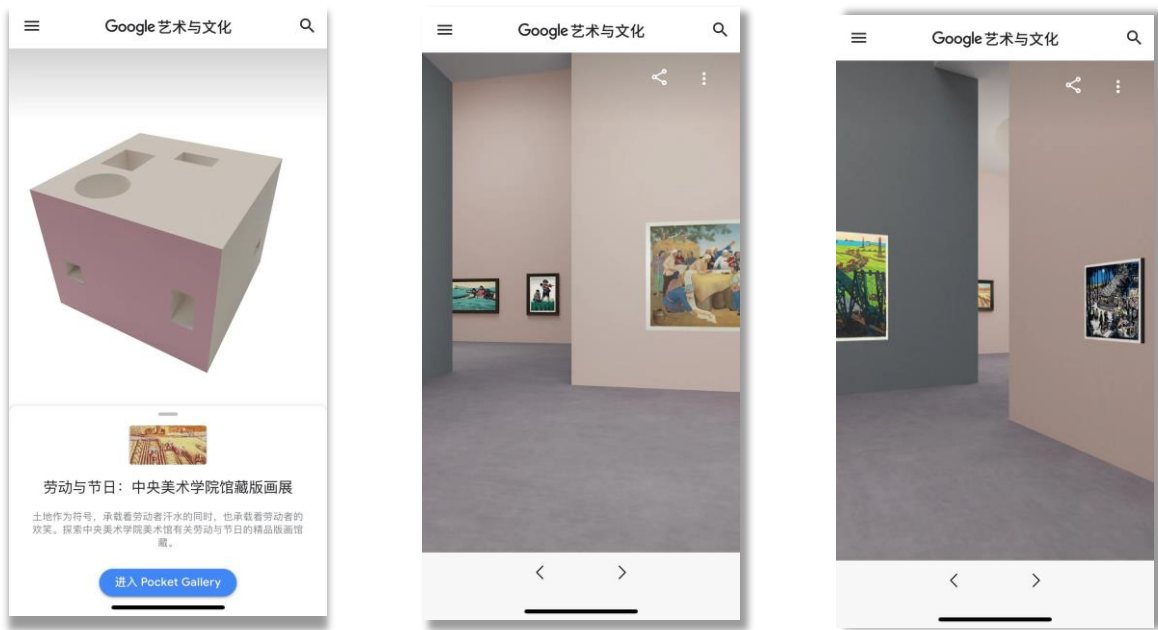 Google 艺术与文化
劳动与节日：中央美术学院馆藏版画展
土地作为符号，承载着劳动者汗水的同时，也承载着劳动者的
欢笑。探索中央美术学院美术馆有关劳动与节日的精品版画馆
藏。
进入 Pocket Gallery
Google 艺术与文化
Google 艺术与文化